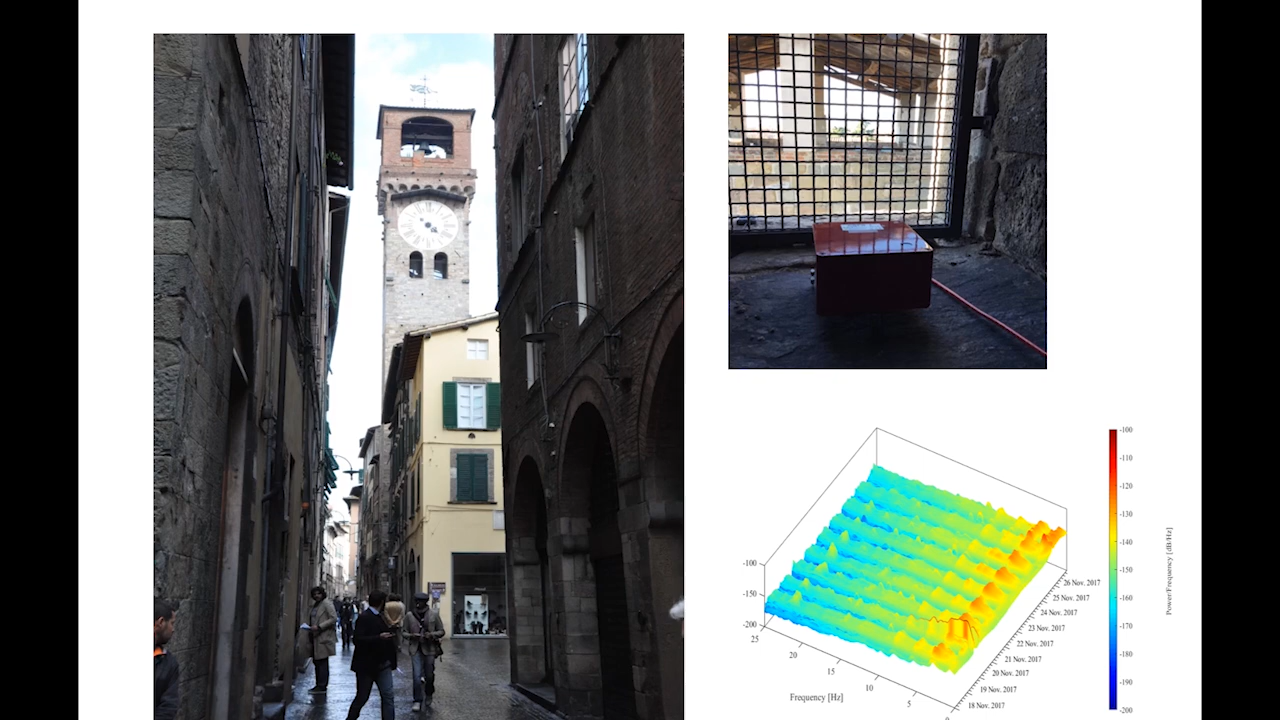 -100
-110
-120
-130
-140
-150
-160
-170
-180
-200
Power/Frequency [dB/Hz]
-100
-150
-200
25
20
15
10
5
0
Frequency [Hz]
26 Nov. 2017
25 Nov. 2017
24 Nov. 2017
23 Nov. 2017
22 Nov. 2017
21 Nov. 2017
20 Nov. 2017
19 Nov. 2017
18 Nov. 2017